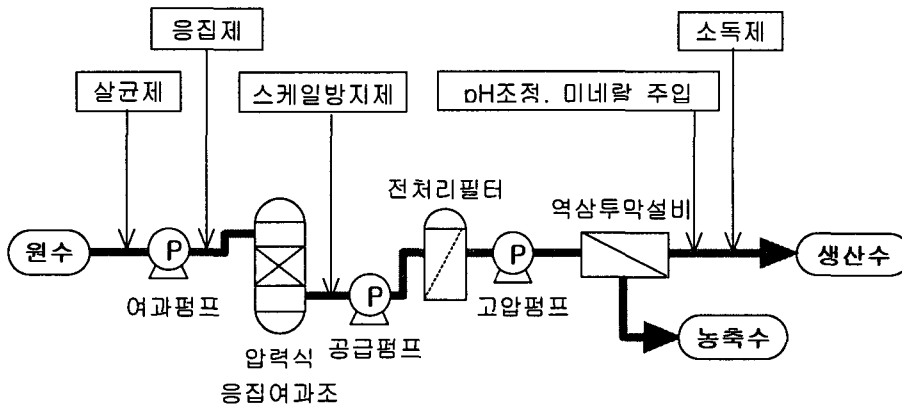 응집제
소독제
살균제
스케일방지제
pH조정. 미네랄 주입
전처리필터
역삼투막설비
원수
P
P
P
생산수
여과펌프
고압펌프
공급펌프
농축수
압력식
응집여과조